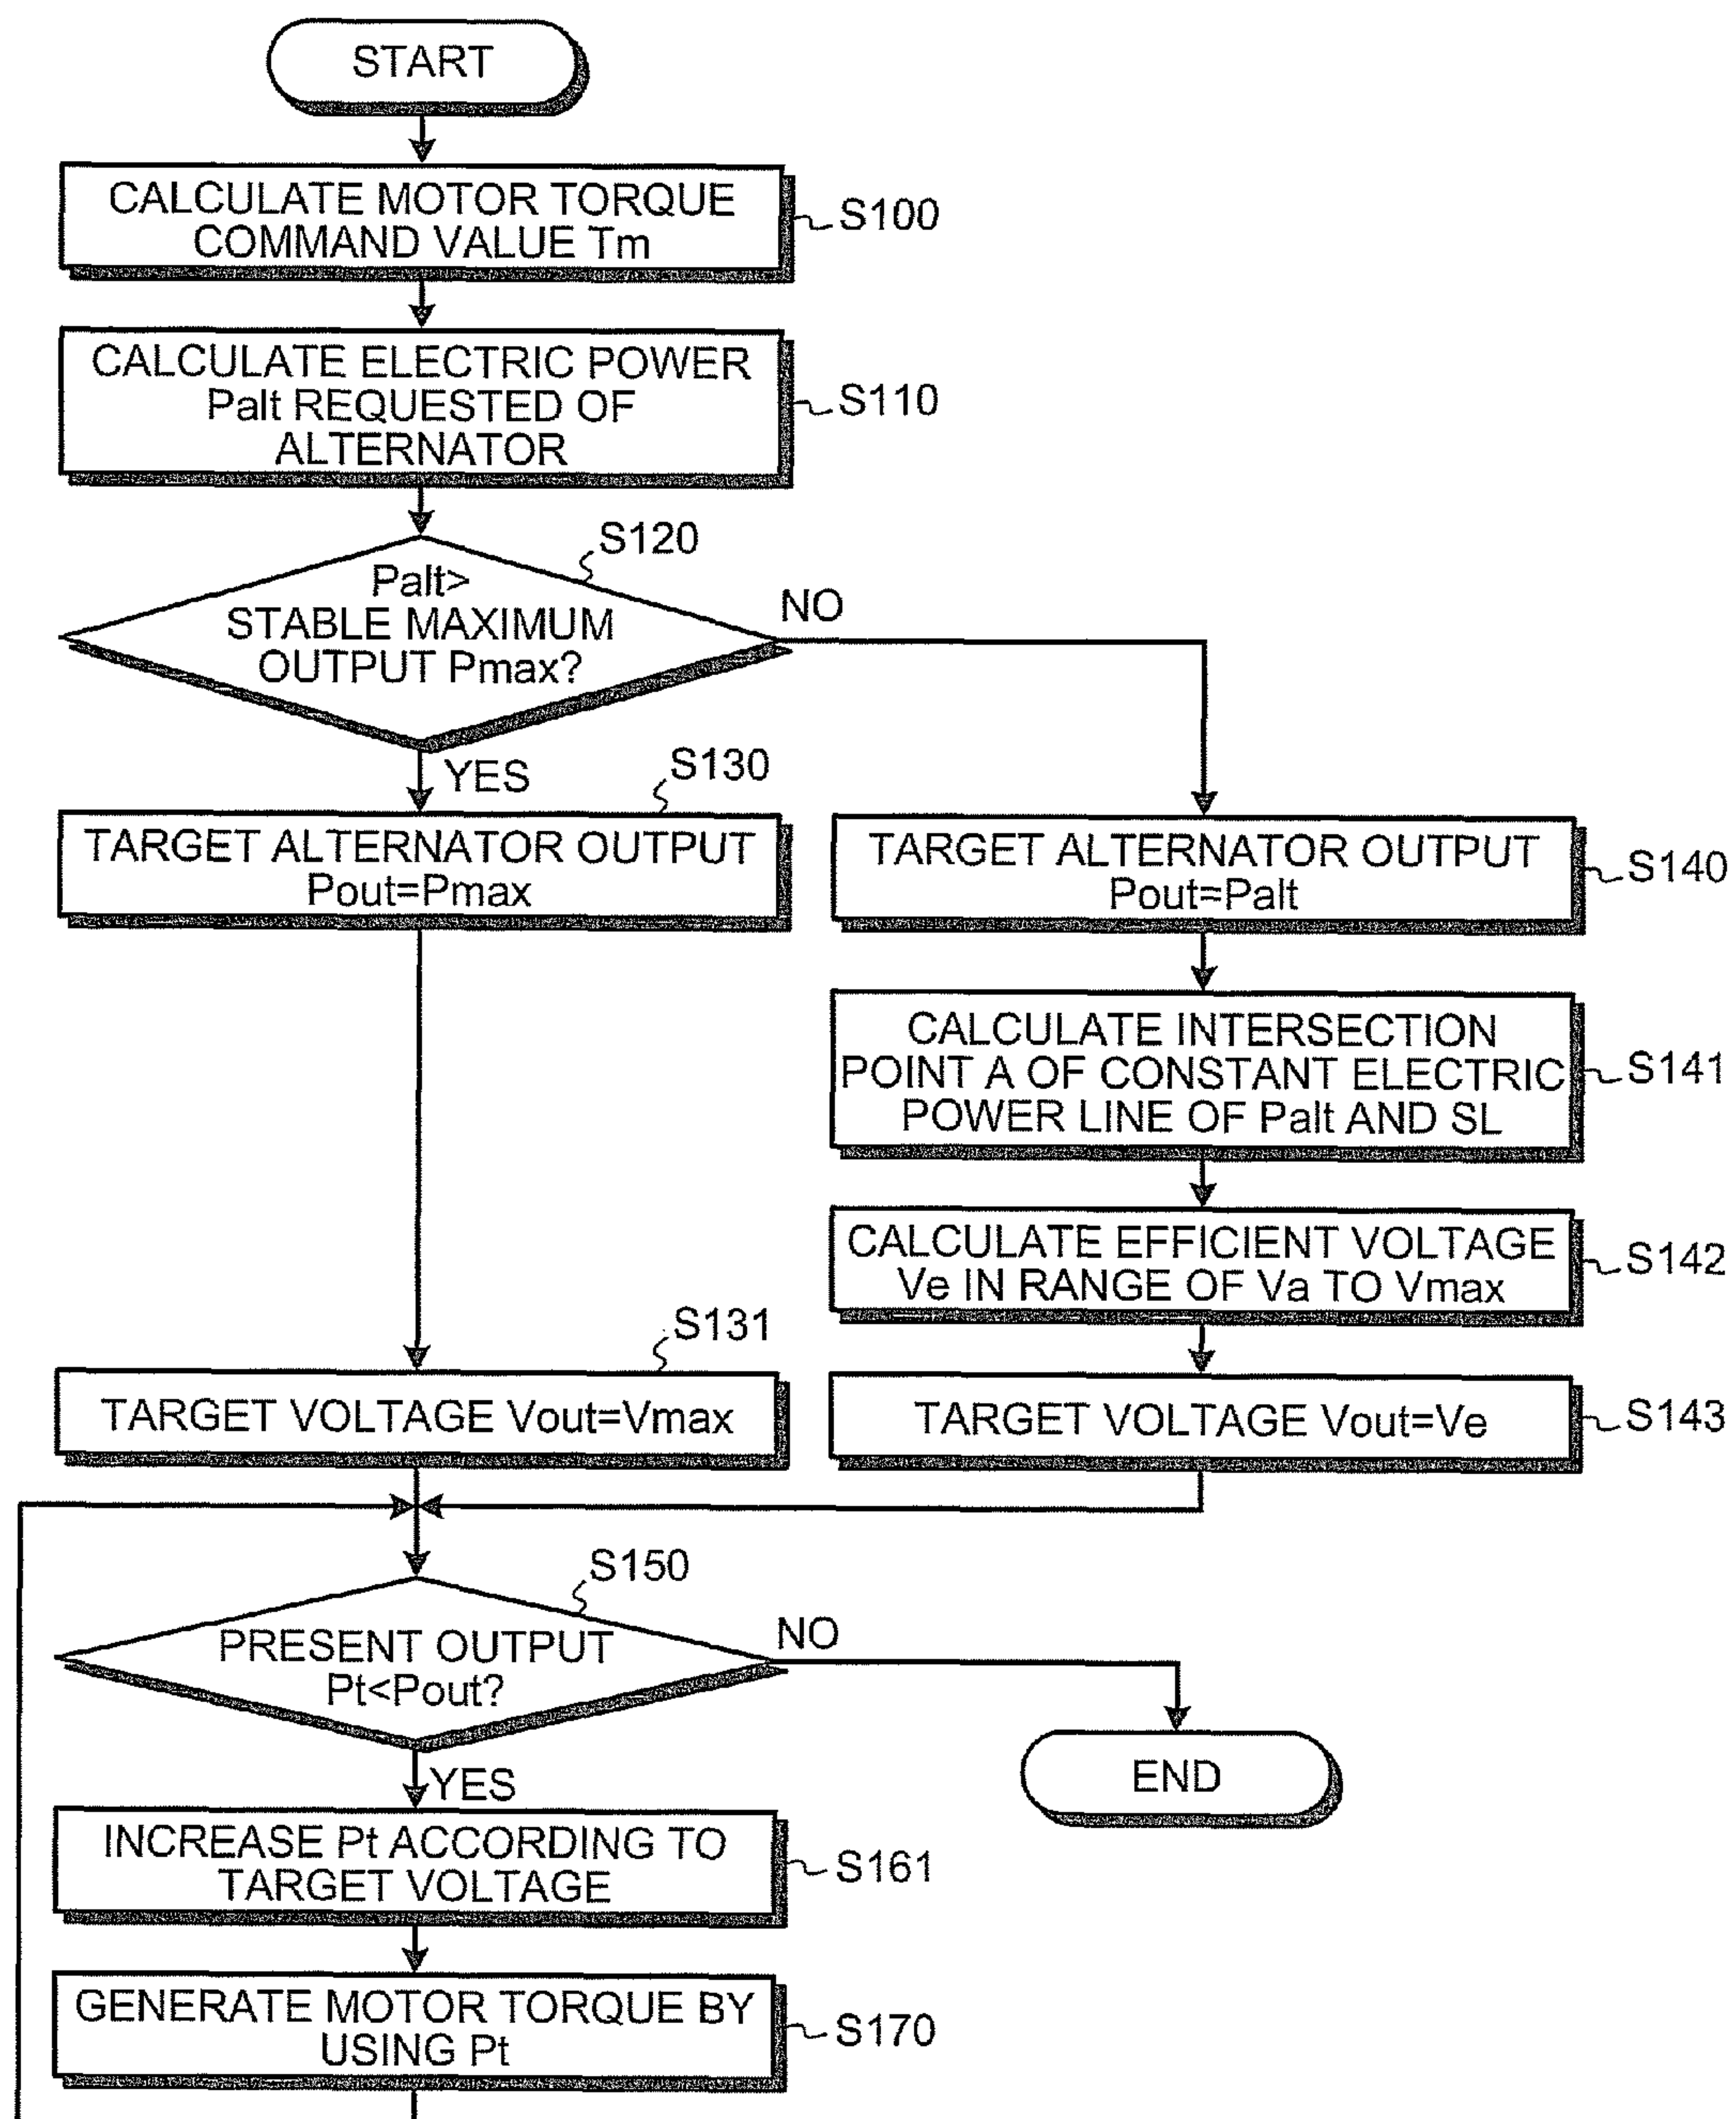 START
CALCULATE MOTOR TORQUE
COMMAND VALUE Tm
S100
CALCULATE ELECTRIC POWER
Palt REQUESTED OF
ALTERNATOR
S110
S120
Palt>
STABLE MAXIMUM
OUTPUT Pmax?
NO
YES
S130
TARGET ALTERNATOR OUTPUT
Pout=Pmax
TARGET ALTERNATOR OUTPUT
Pout=Palt
S140
CALCULATE INTERSECTION
POINT A OF CONSTANT ELECTRIC
POWER LINE OF Palt AND SL
S141
CALCULATE EFFICIENT VOLTAGE
Ve IN RANGE OF Va TO Vmax
S142
S131
TARGET VOLTAGE Vout=Vmax
TARGET VOLTAGE Vout=Ve
S143
S150
PRESENT OUTPUT
Pt<Pout?
NO
YES
END
INCREASE Pt ACCORDING TO
TARGET VOLTAGE
S161
GENERATE MOTOR TORQUE BY
USING Pt
S170